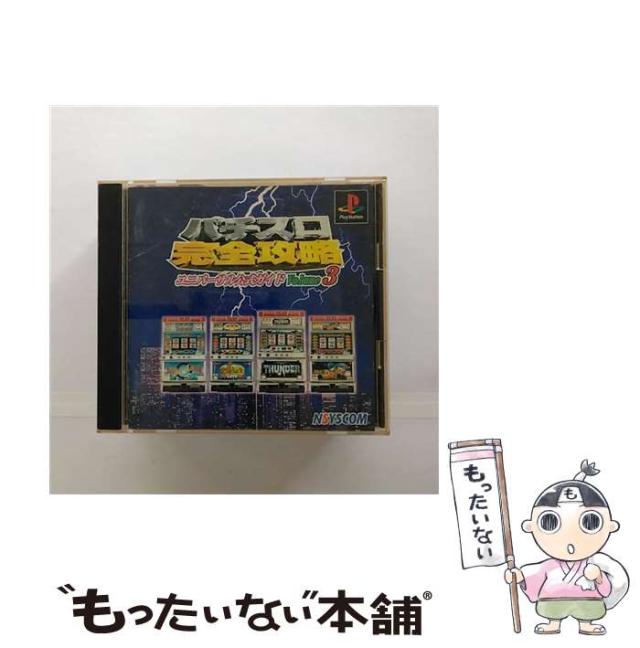 パチスロ
完全攻略
ユニバーサル公式ガイド Volume 3
PlayStation
THUNDER
NSYSCOM
も
もったいない
“もったいない”本舗®